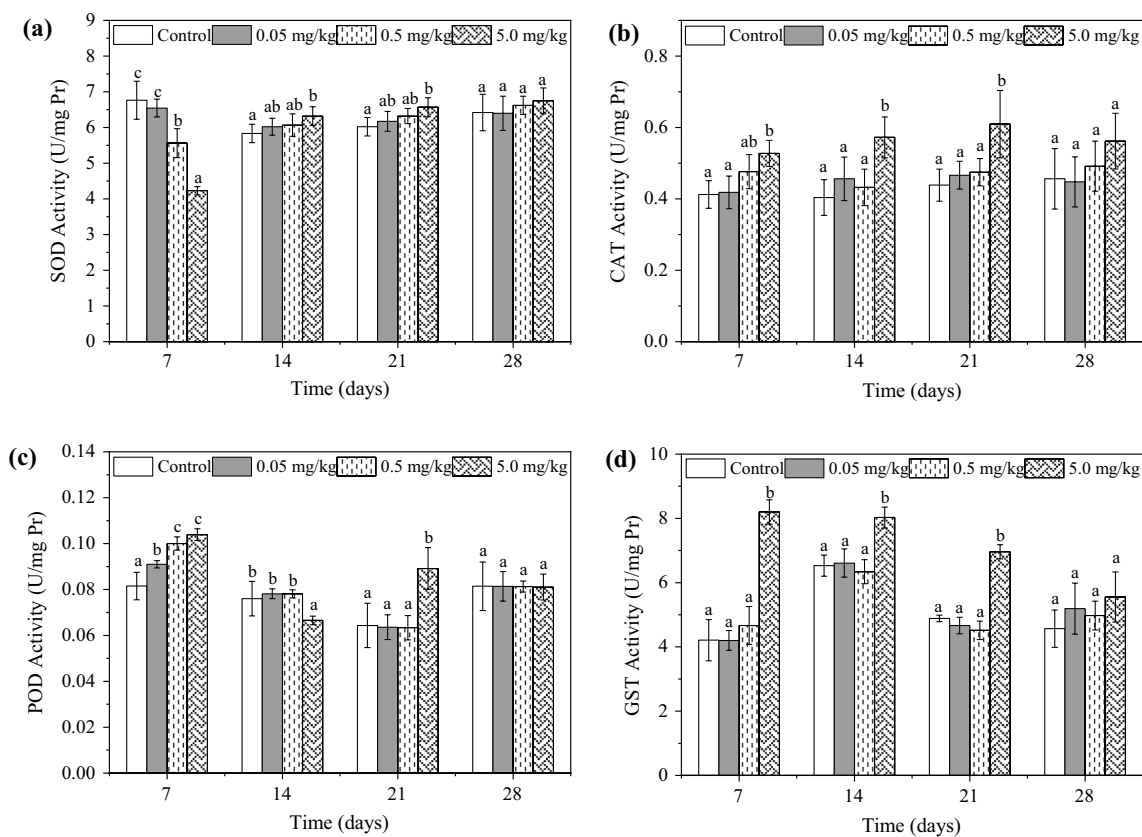 (a)
Control 0.05 mg/kg 0.5 mg/kg 5.0 mg/kg
SOD Activity (U/mg Pr)
9
8
7
6
5
4
3
2
1
0
c c b a
a ab ab b
a ab ab b
a a a a
7 14 21 28
Time (days)
(b)
Control 0.05 mg/kg 0.5 mg/kg 5.0 mg/kg
CAT Activity (U/mg Pr)
0.8
0.6
0.4
0.2
0.0
a a ab b
a a a b
a a a b
a a a a
7 14 21 28
Time (days)
(c)
Control 0.05 mg/kg 0.5 mg/kg 5.0 mg/kg
POD Activity (U/mg Pr)
0.14
0.12
0.10
0.08
0.06
0.04
0.02
0.00
a b c c
b b b a
a a a b
a a a a
7 14 21 28
Time (days)
(d)
Control 0.05 mg/kg 0.5 mg/kg 5.0 mg/kg
GST Activity (U/mg Pr)
10
8
6
4
2
0
a a a b
a a a b
a a a b
a a a a
7 14 21 28
Time (days)